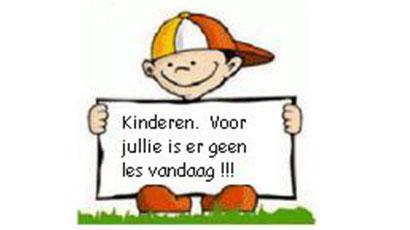 Kinderen. Voor
jullie is er geen
les vandaag !!!